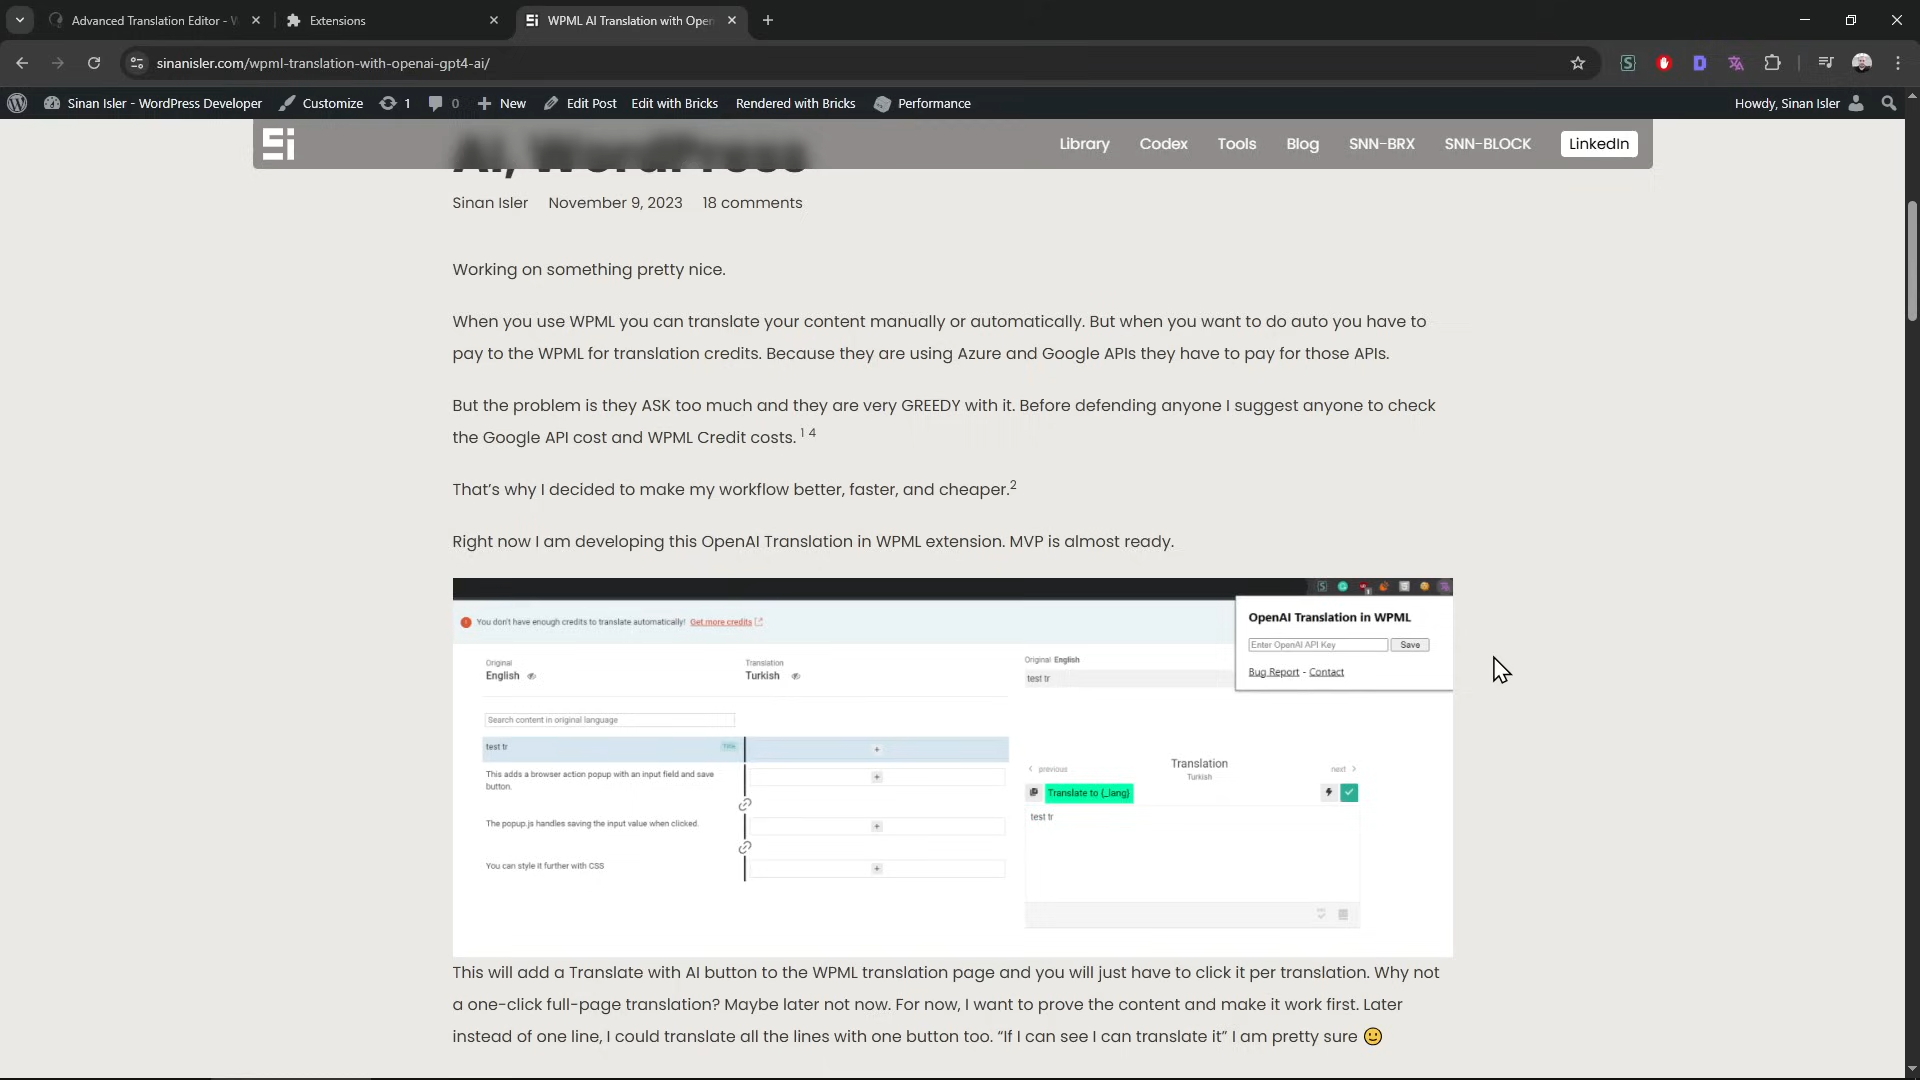 Advanced Translation Editor - W
Extensions
WPML AI Translation with Open
sinanisler.com/wpml-translation-with-openai-gpt4-ai/
Sinan Isler - WordPress Developer
Customize
1
0
New
Edit Post
Edit with Bricks
Rendered with Bricks
Performance
Howdy, Sinan Isler
AI, WordPress
Library
Codex
Tools
Blog
SNN-BRX
SNN-BLOCK
LinkedIn
Sinan Isler November 9, 2023 18 comments
Working on something pretty nice.
When you use WPML you can translate your content manually or automatically. But when you want to do auto you have to
pay to the WPML for translation credits. Because they are using Azure and Google APIs they have to pay for those APIs.
But the problem is they ASK too much and they are very GREEDY with it. Before defending anyone I suggest anyone to check
the Google API cost and WPML Credit costs. 1 4
That’s why I decided to make my workflow better, faster, and cheaper.2
Right now I am developing this OpenAI Translation in WPML extension. MVP is almost ready.
You don't have enough credits to translate automatically! Get more credits
OpenAI Translation in WPML
Enter OpenAI API Key
Save
Bug Report - Contact
Original
English
Translation
Turkish
Original English
test tr
Search content in original language
test tr
Title
This adds a browser action popup with an input field and save
button.
The popup.js handles saving the input value when clicked.
You can style it further with CSS
previous
Translation
Turkish
next
Translate to (_lang)
test tr
This will add a Translate with AI button to the WPML translation page and you will just have to click it per translation. Why not
a one-click full-page translation? Maybe later not now. For now, I want to prove the content and make it work first. Later
instead of one line, I could translate all the lines with one button too. “If I can see I can translate it” I am pretty sure 🙂